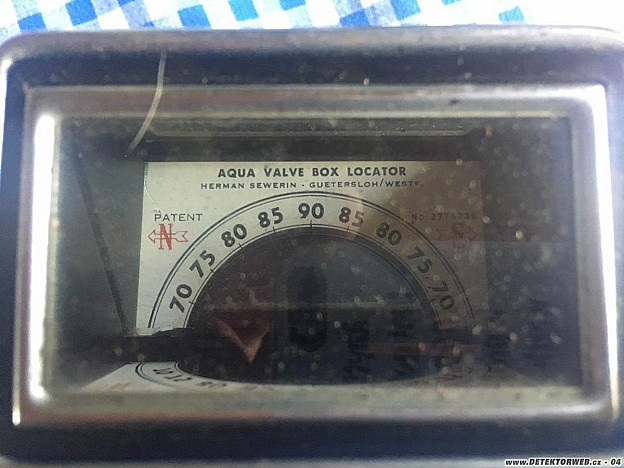 AQUA VALVE BOX LOCATOR
HERMAN SEWERIN · GUETERSLOH/WESTF.
PATENT No.
N S
70 75 80 85 90 85 80 75 70
www.DETEKTORWEB.cz - 04